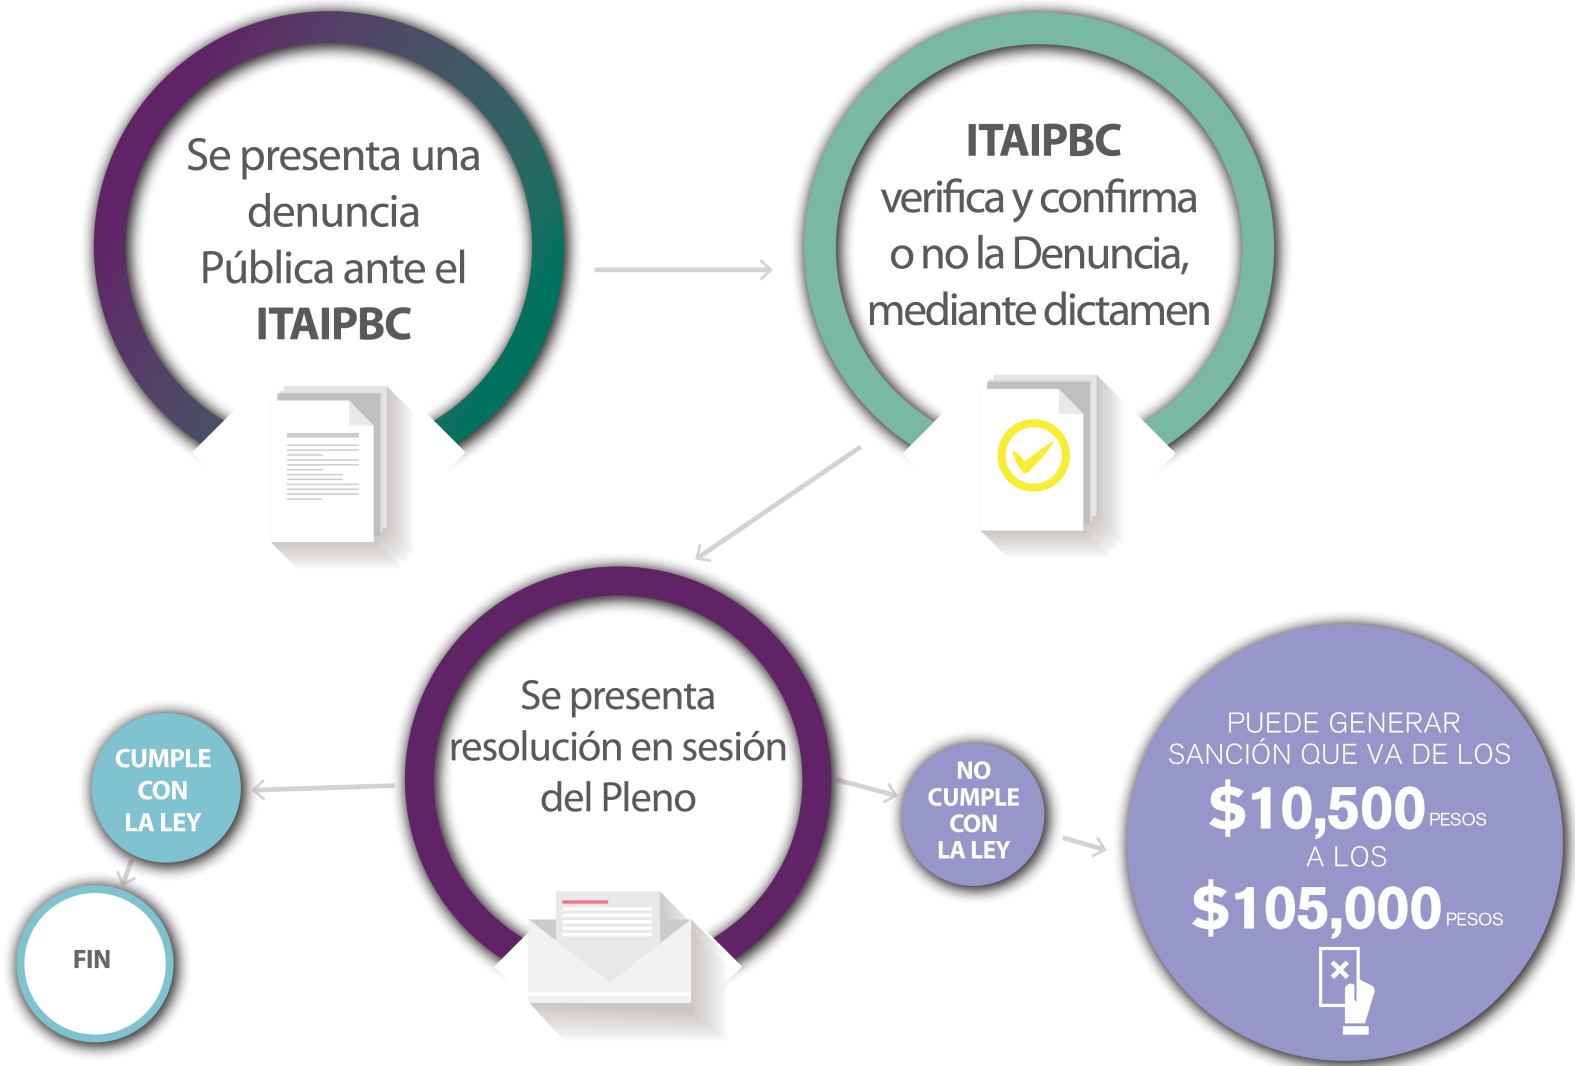 Se presenta una
denuncia
Pública ante el
ITAIPBC
ITAIPBC
verifica y confirma
o no la Denuncia,
mediante dictamen
Se presenta
resolución en sesión
del Pleno
CUMPLE
CON
LA LEY
FIN
NO
CUMPLE
CON
LA LEY
PUEDE GENERAR
SANCIÓN QUE VA DE LOS
$10,500 PESOS
A LOS
$105,000 PESOS